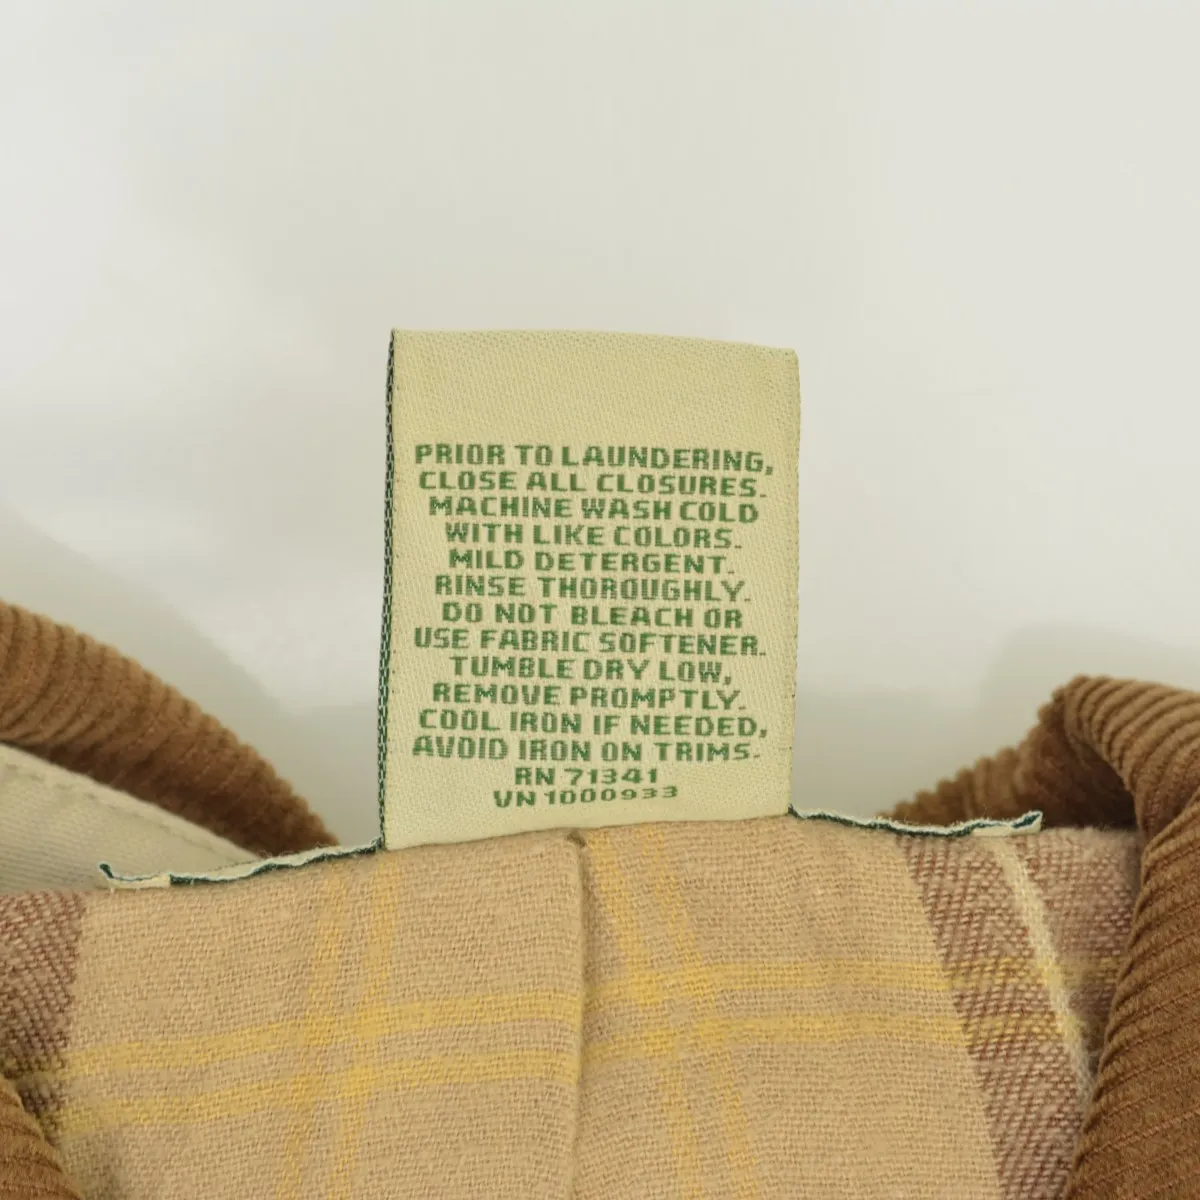 PRIOR TO LAUNDERING,
CLOSE ALL CLOSURES.
MACHINE WASH COLD
WITH LIKE COLORS.
MILD DETERGENT.
RINSE THOROUGHLY.
DO NOT BLEACH OR
USE FABRIC SOFTENER.
TUMBLE DRY LOW,
REMOVE PROMPTLY.
COOL IRON IF NEEDED,
AVOID IRON ON TRIMS.
RN 71341
VN 1000933